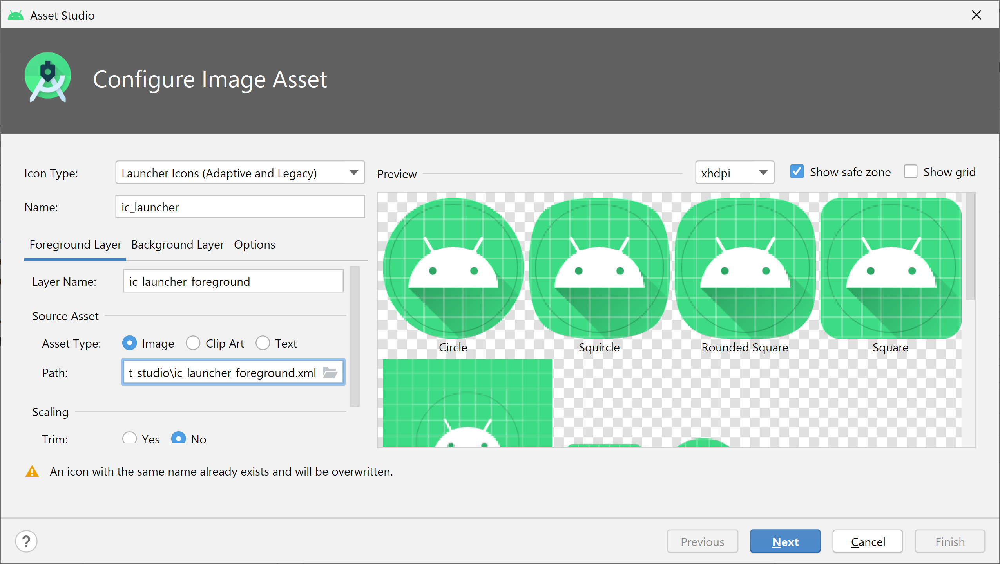 Asset Studio
Configure Image Asset
Icon Type: Launcher Icons (Adaptive and Legacy)
Name: ic_launcher
Foreground Layer Background Layer Options
Layer Name: ic_launcher_foreground
Source Asset
Asset Type: Image Clip Art Text
Path: t_studio\ic_launcher_foreground.xml
Scaling
Trim: Yes No
Preview xhdpi Show safe zone Show grid
Circle Squircle Rounded Square Square
An icon with the same name already exists and will be overwritten.
? Previous Next Cancel Finish